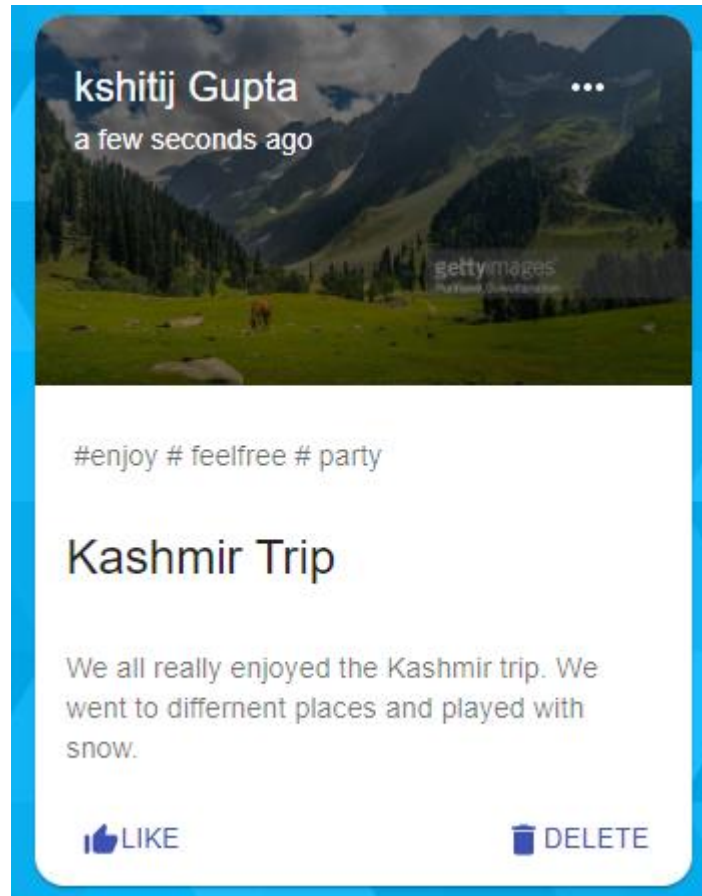 kshitij Gupta
a few seconds ago
gettyimages
#enjoy # feelfree # party
Kashmir Trip
We all really enjoyed the Kashmir trip. We
went to differnent places and played with
snow.
LIKE
DELETE